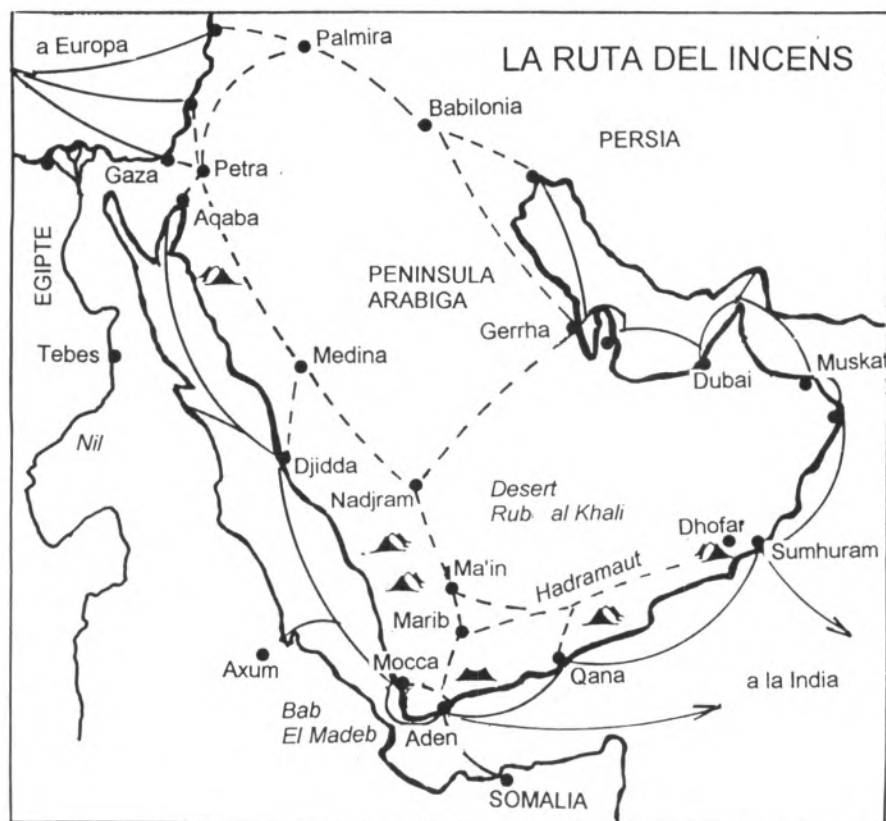 a Europa
Palmira
LA RUTA DEL INCENS
Babilonia
PERSIA
Gaza
Petra
Aqaba
EGIPTE
PENINSULA
ARABIGA
Gerrha
Tebes
Medina
Dubai
Muskat
Nil
Djidda
Nadjram
Desert
Rub al Khali
Dhofar
Sumhuram
Ma'in
Hadramaut
Marib
Axum
Mocca
Qana
a la India
Bab
El Madeb
Aden
SOMALIA